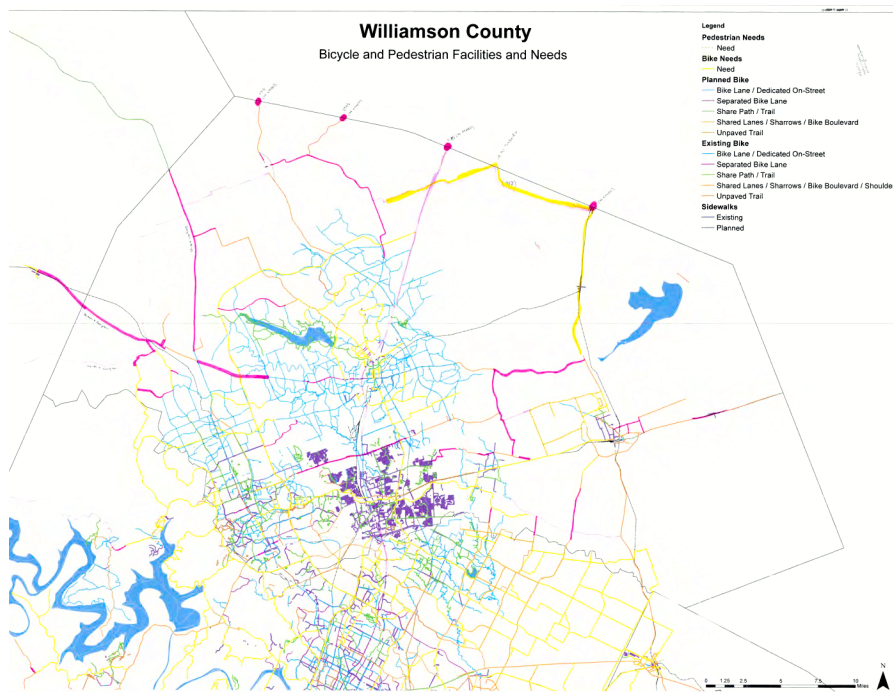 Williamson County
Bicycle and Pedestrian Facilities and Needs
Legend
Pedestrian Needs
Need
Bike Needs
Need
Planned Bike
Bike Lane / Dedicated On-Street
Separated Bike Lane
Share Path / Trail
Shared Lanes / Sharrows / Bike Boulevard
Unpaved Trail
Existing Bike
Bike Lane / Dedicated On-Street
Separated Bike Lane
Share Path / Trail
Shared Lanes / Sharrows / Bike Boulevard / Shoulde
Unpaved Trail
Sidewalks
Existing
Planned
N
0 1.25 2.5 5 7.5 10
Miles